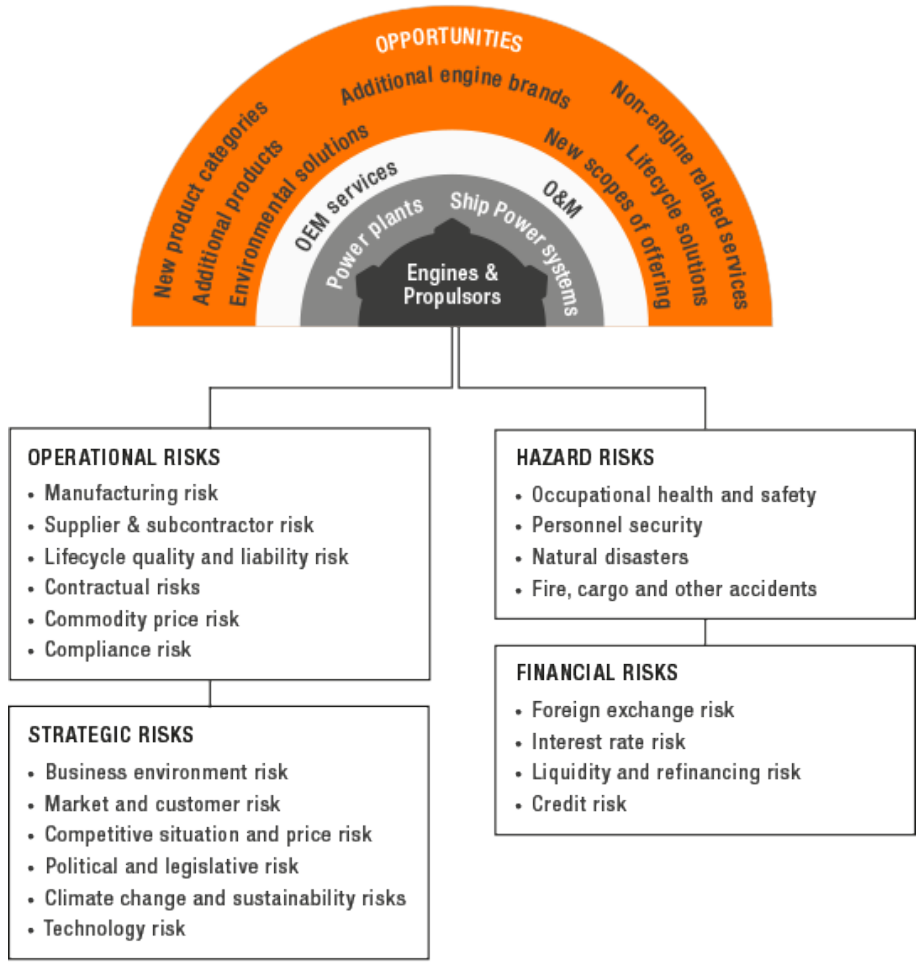 OPPORTUNITIES
New product categories
Additional products
Environmental solutions
Additional engine brands
New scopes of offering
Lifecycle solutions
Non-engine related services
OEM services
O&M
Power plants
Ship Power systems
Engines &
Propulsors
OPERATIONAL RISKS
• Manufacturing risk
• Supplier & subcontractor risk
• Lifecycle quality and liability risk
• Contractual risks
• Commodity price risk
• Compliance risk
STRATEGIC RISKS
• Business environment risk
• Market and customer risk
• Competitive situation and price risk
• Political and legislative risk
• Climate change and sustainability risks
• Technology risk
HAZARD RISKS
• Occupational health and safety
• Personnel security
• Natural disasters
• Fire, cargo and other accidents
FINANCIAL RISKS
• Foreign exchange risk
• Interest rate risk
• Liquidity and refinancing risk
• Credit risk